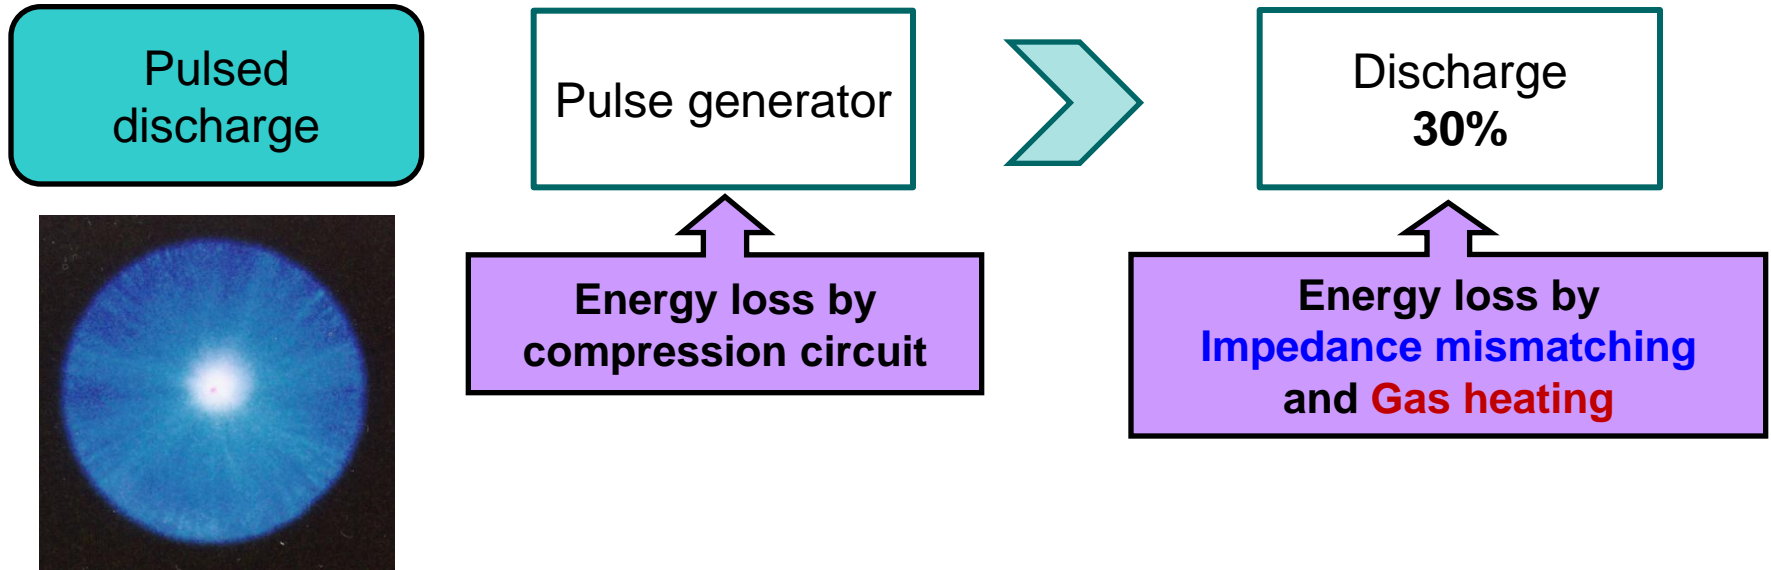 Pulsed
discharge
Pulse generator
Discharge
30%
Energy loss by
compression circuit
Energy loss by
Impedance mismatching
and Gas heating